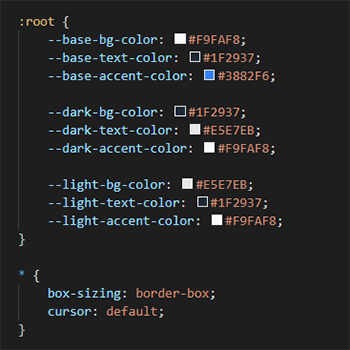 :root {
--base-bg-color: #F9FAF8;
--base-text-color: #1F2937;
--base-accent-color: #3882F6;
--dark-bg-color: #1F2937;
--dark-text-color: #E5E7EB;
--dark-accent-color: #F9FAF8;
--light-bg-color: #E5E7EB;
--light-text-color: #1F2937;
--light-accent-color: #F9FAF8;
}
* {
box-sizing: border-box;
cursor: default;
}